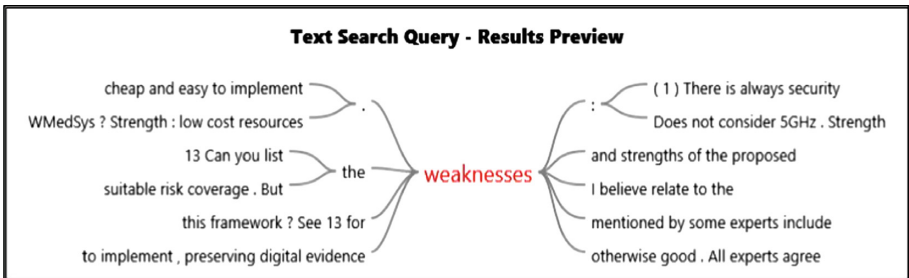 Text Search Query - Results Preview
cheap and easy to implement
WMedSys ? Strength : low cost resources
.
13 Can you list
suitable risk coverage . But
the
this framework ? See 13 for
to implement , preserving digital evidence
weaknesses
:
( 1 ) There is always security
Does not consider 5GHz . Strength
and strengths of the proposed
I believe relate to the
mentioned by some experts include
otherwise good . All experts agree